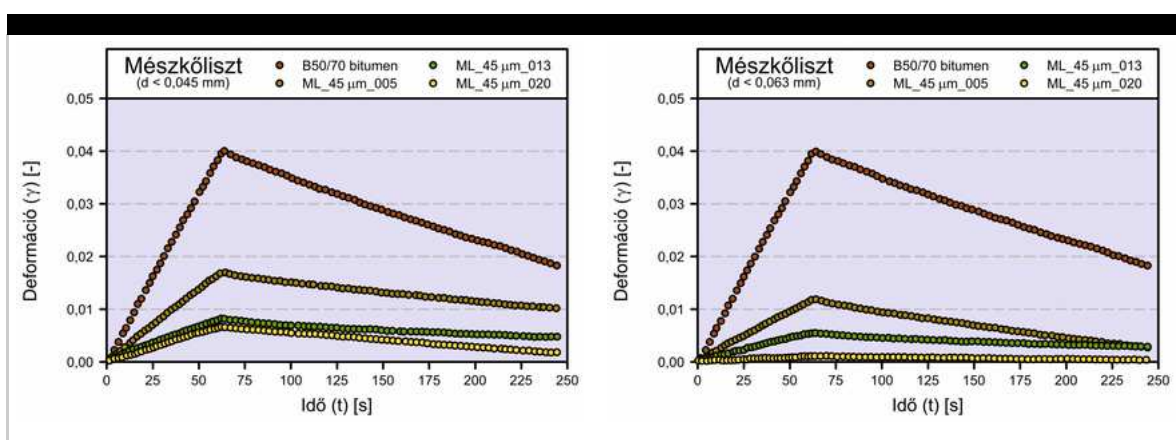 Mészkőliszt
(d < 0,045 mm)
B50/70 bitumen
ML_45 μm_005
ML_45 μm_013
ML_45 μm_020
0,05
0,04
0,03
0,02
0,01
0,00
Deformáció (γ) [-]
0 25 50 75 100 125 150 175 200 225 250
Idő (t) [s]
Mészkőliszt
(d < 0,063 mm)
B50/70 bitumen
ML_45 μm_005
ML_45 μm_013
ML_45 μm_020
0,05
0,04
0,03
0,02
0,01
0,00
Deformáció (γ) [-]
0 25 50 75 100 125 150 175 200 225 250
Idő (t) [s]